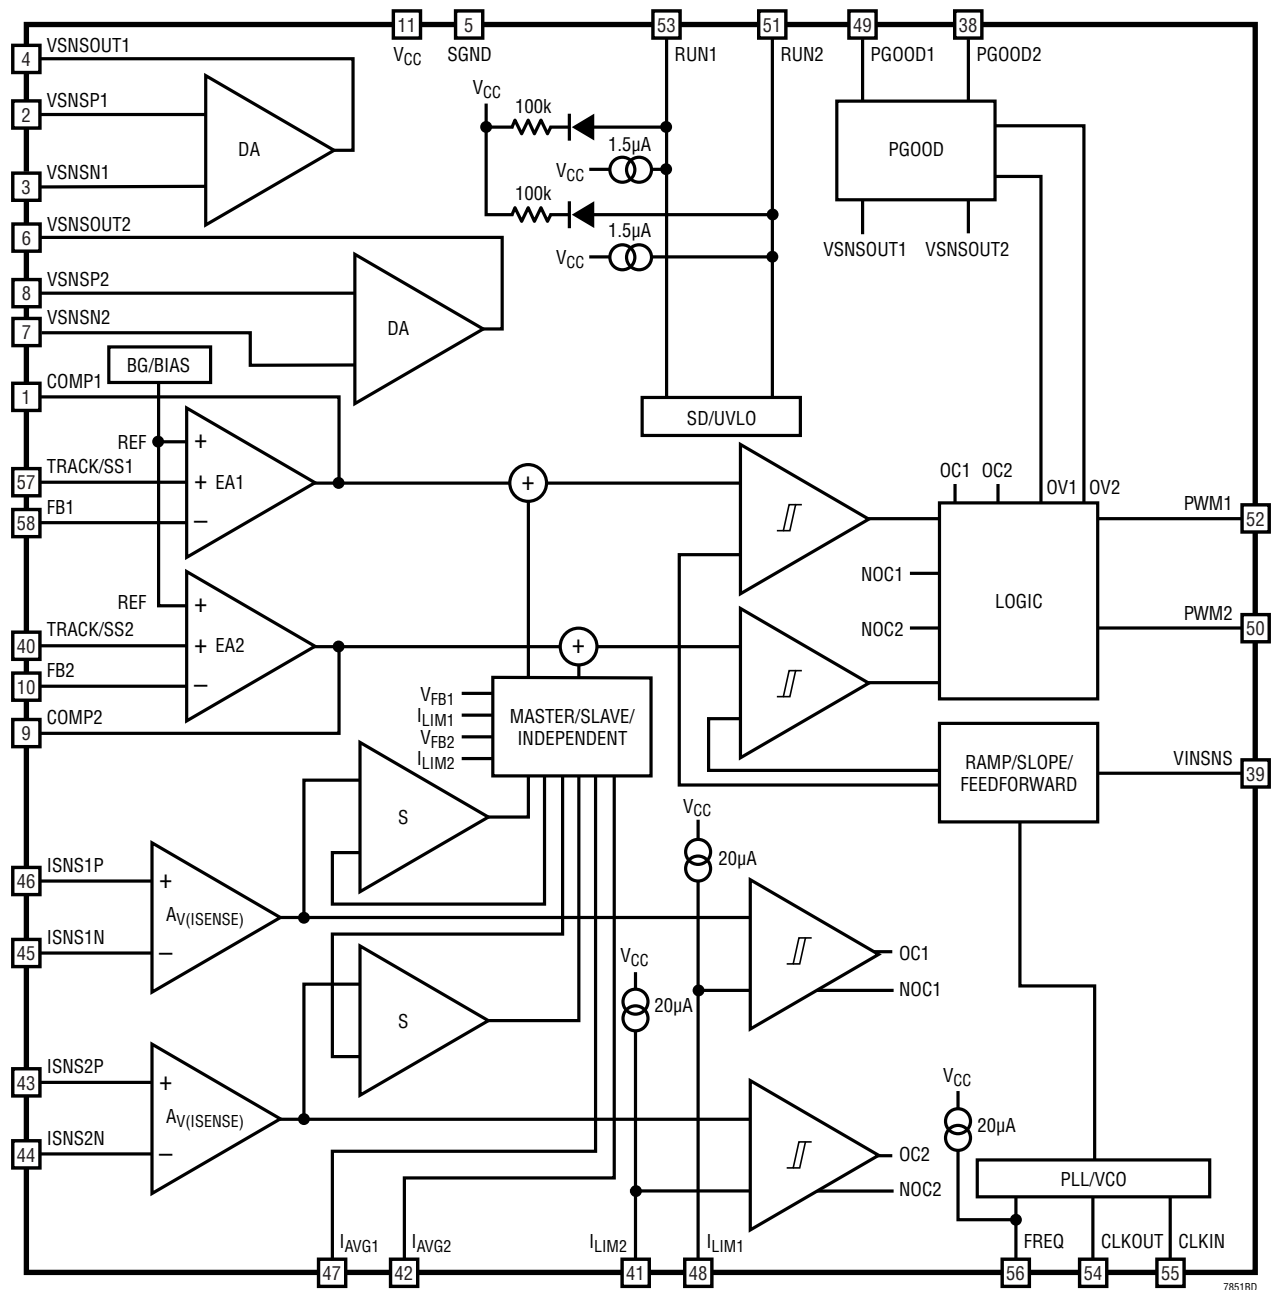 11
5
53
51
49
38
VCC
SGND
RUN1
RUN2
PGOOD1
PGOOD2
4
VSNSOUT1
2
VSNSP1
3
VSNSN1
DA
VCC
100k
1.5µA
VCC
100k
1.5µA
VCC
PGOOD
VSNSOUT1
VSNSOUT2
6
VSNSOUT2
8
VSNSP2
7
VSNSN2
DA
BG/BIAS
1
COMP1
SD/UVLO
REF
+
57
TRACK/SS1
+ EA1
58
FB1
−
+
OC1
OC2
OV1
OV2
PWM1
52
NOC1
LOGIC
NOC2
PWM2
50
REF
+
40
TRACK/SS2
+ EA2
10
FB2
−
9
COMP2
+
VFB1
ILIM1
VFB2
ILIM2
MASTER/SLAVE/
INDEPENDENT
RAMP/SLOPE/
FEEDFORWARD
VINSNS
39
S
VCC
20µA
46
ISNS1P
+
AV(ISENSE)
45
ISNS1N
−
OC1
NOC1
VCC
20µA
S
43
ISNS2P
+
AV(ISENSE)
44
ISNS2N
−
OC2
NOC2
VCC
20µA
PLL/VCO
IAVG1
IAVG2
ILIM2
ILIM1
FREQ
CLKOUT
CLKIN
47
42
41
48
56
54
55
7851BD